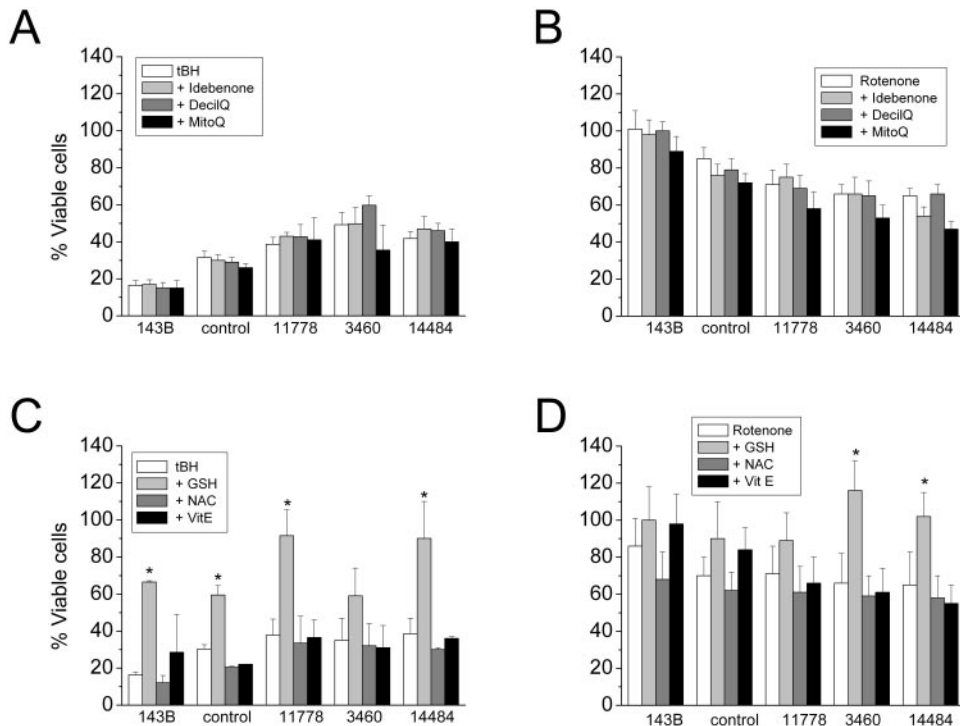 A
% Viable cells
140
120
100
80
60
40
20
0
tBH
+ Idebenone
+ DecilQ
+ MitoQ
143B control 11778 3460 14484
B
140
120
100
80
60
40
20
0
Rotenone
+ Idebenone
+ DecilQ
+ MitoQ
143B control 11778 3460 14484
C
% Viable cells
140
120
100
80
60
40
20
0
tBH
+ GSH
+ NAC
+ VitE
* * * *
143B control 11778 3460 14484
D
140
120
100
80
60
40
20
0
Rotenone
+ GSH
+ NAC
+ Vit E
* *
143B control 11778 3460 14484